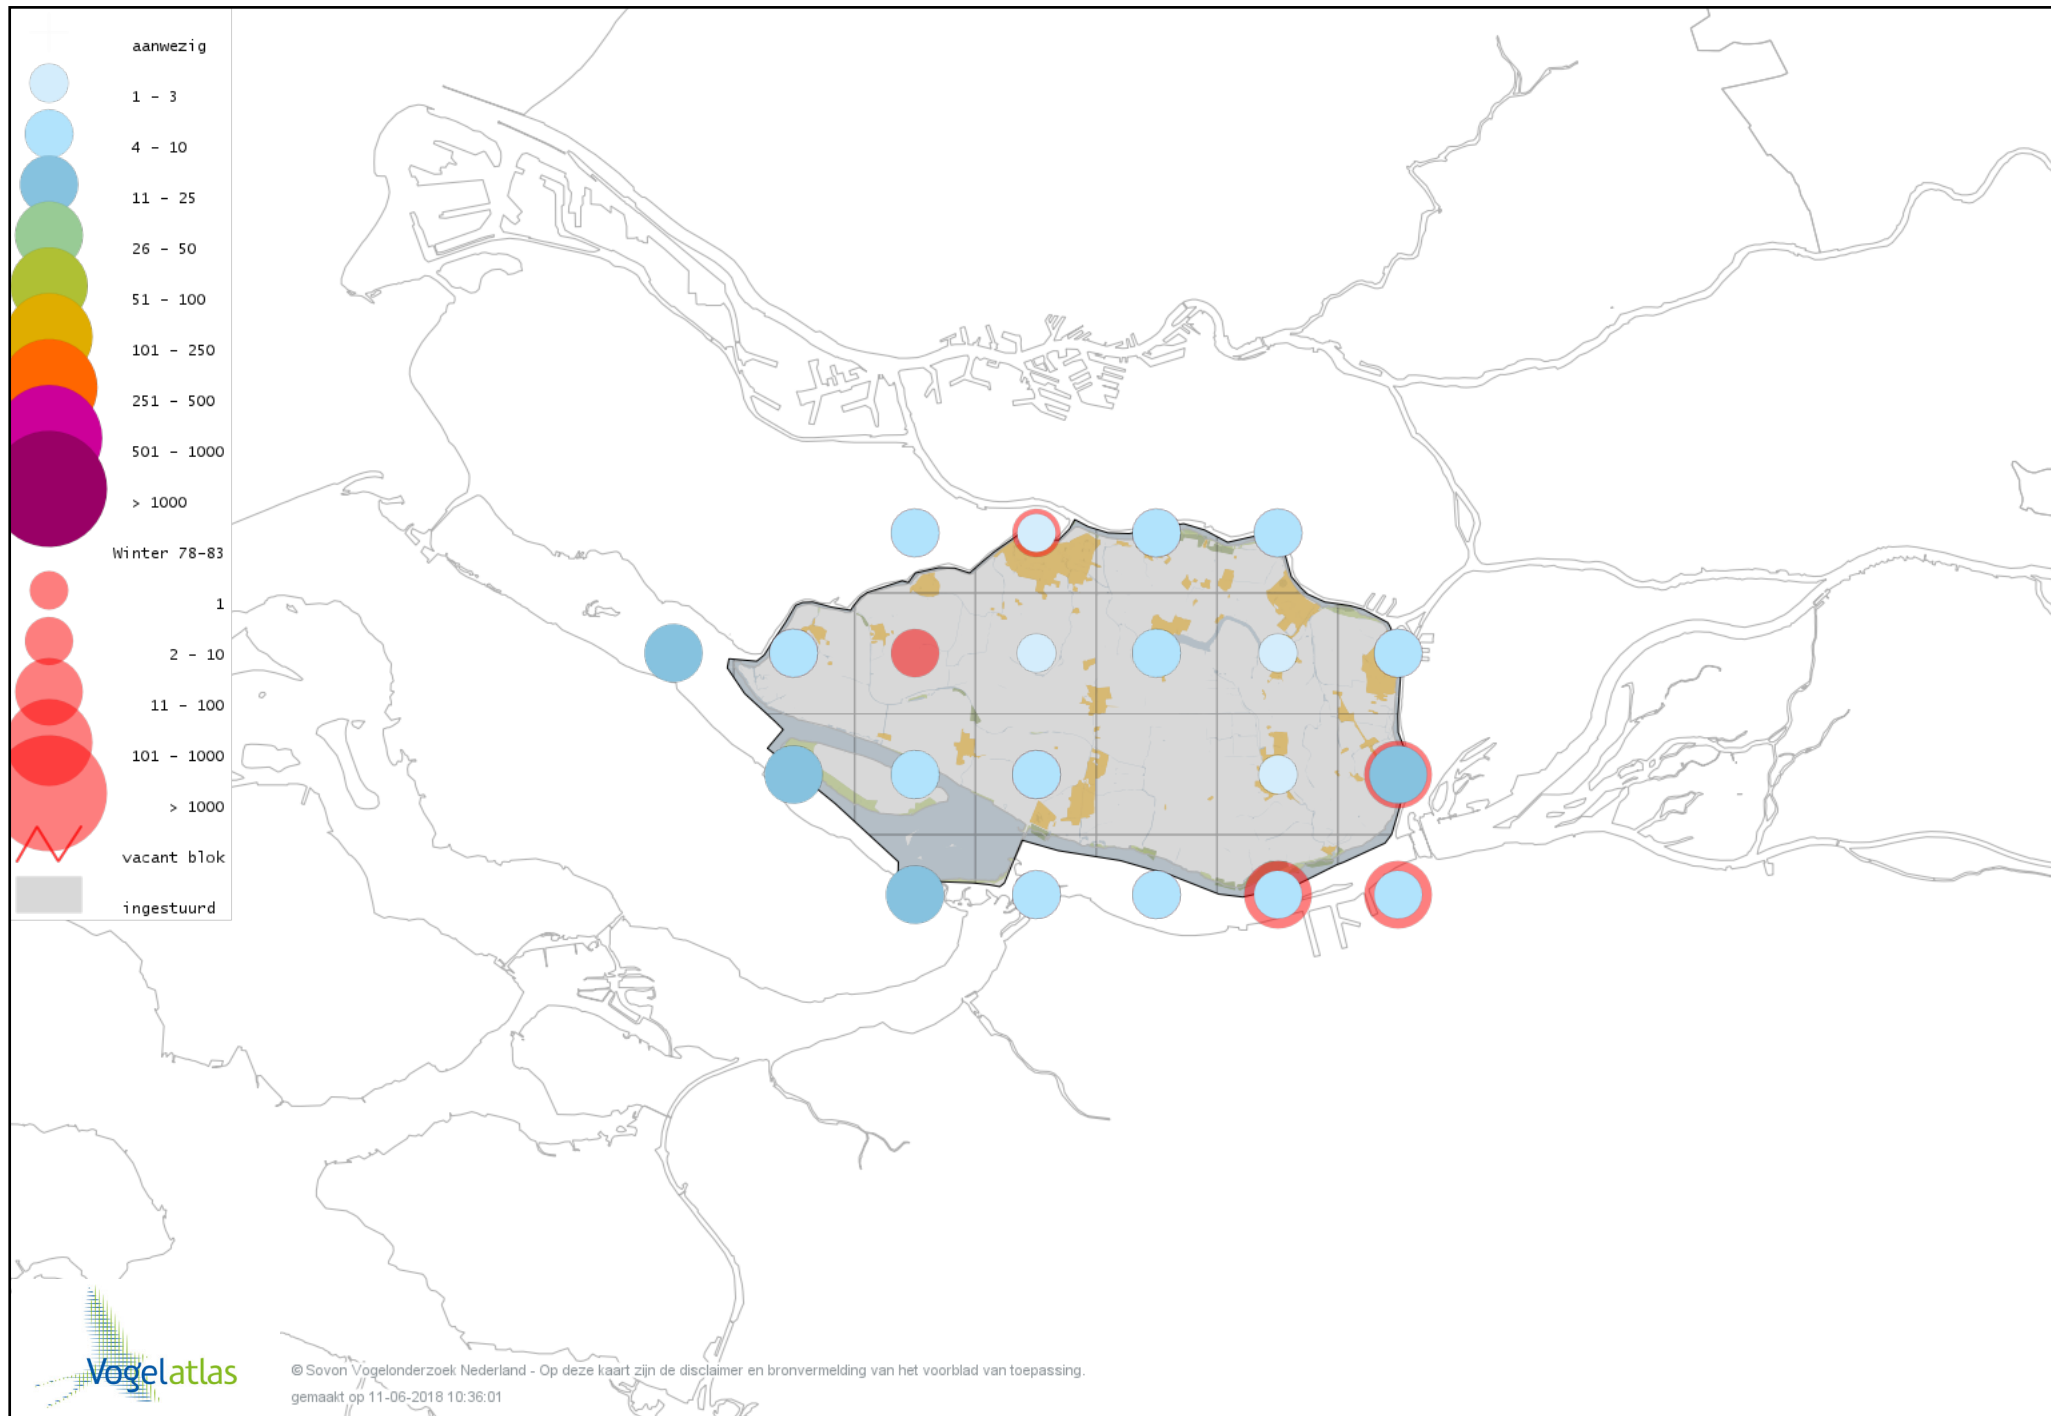 aanwezig
1 - 3
4 - 10
11 - 25
26 - 50
51 - 100
101 - 250
251 - 500
501 - 1000
> 1000
Winter 78-83
1
2 - 10
11 - 100
101 - 1000
> 1000
vacant blok
ingestuurd
Vogelatlas
© Sovon Vogelonderzoek Nederland - Op deze kaart zijn de disclaimer en bronvermelding van het voorblad van toepassing.
gemaakt op 11-06-2018 10:36:01